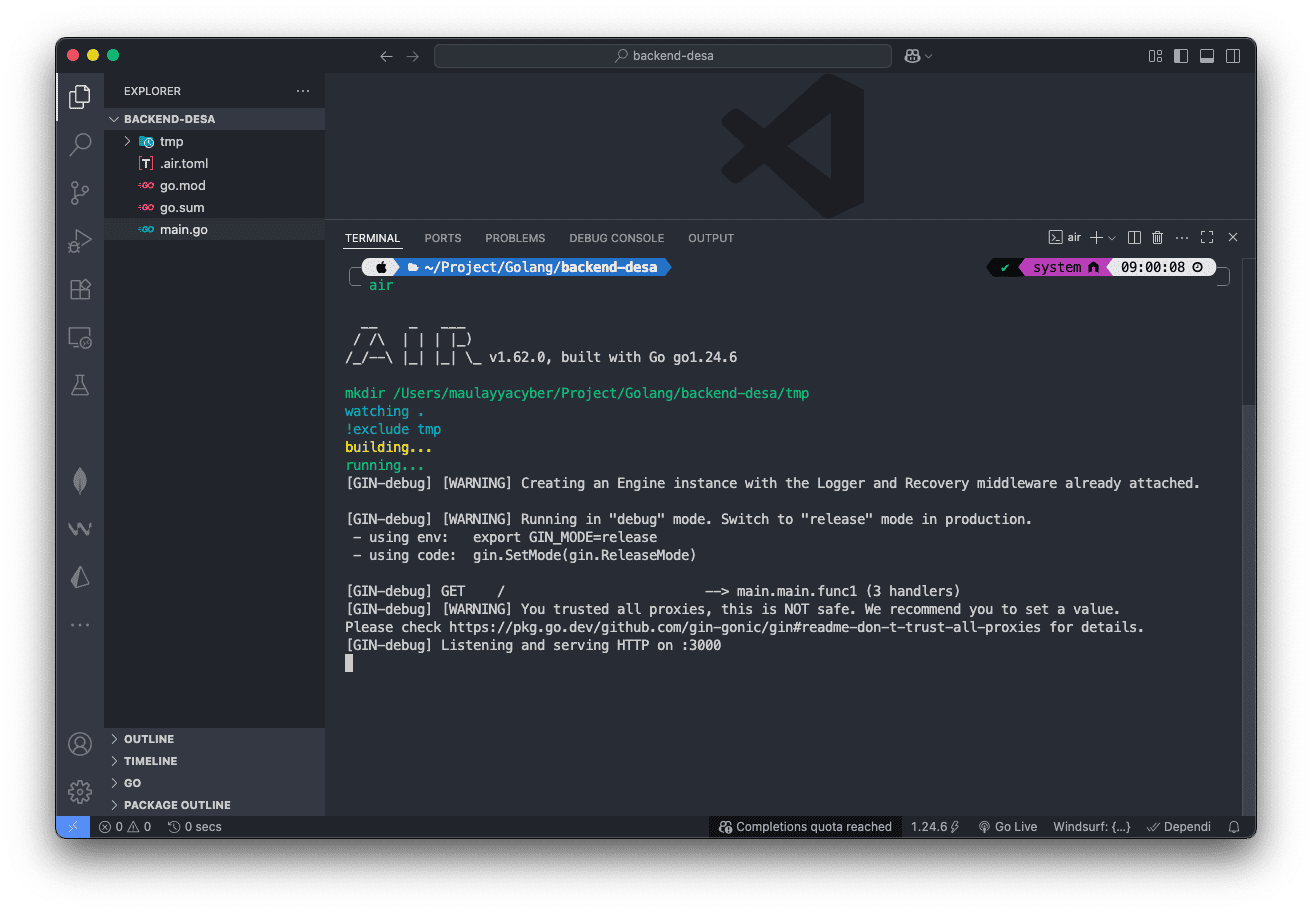 backend-desa
EXPLORER
BACKEND-DESA
tmp
.air.toml
go.mod
go.sum
main.go
OUTLINE
TIMELINE
GO
PACKAGE OUTLINE
TERMINAL PORTS PROBLEMS DEBUG CONSOLE OUTPUT air
~/Project/Golang/backend-desa system 09:00:08
air
v1.62.0, built with Go go1.24.6
mkdir /Users/maulayyacyber/Project/Golang/backend-desa/tmp
watching .
!exclude tmp
building...
running...
[GIN-debug] [WARNING] Creating an Engine instance with the Logger and Recovery middleware already attached.
[GIN-debug] [WARNING] Running in "debug" mode. Switch to "release" mode in production.
- using env:   export GIN_MODE=release
- using code:  gin.SetMode(gin.ReleaseMode)
[GIN-debug] GET    /                         --> main.main.func1 (3 handlers)
[GIN-debug] [WARNING] You trusted all proxies, this is NOT safe. We recommend you to set a value.
Please check https://pkg.go.dev/github.com/gin-gonic/gin#readme-don-t-trust-all-proxies for details.
[GIN-debug] Listening and serving HTTP on :3000
0 0 0 secs Completions quota reached 1.24.6 Go Live Windsurf: {...} Dependi